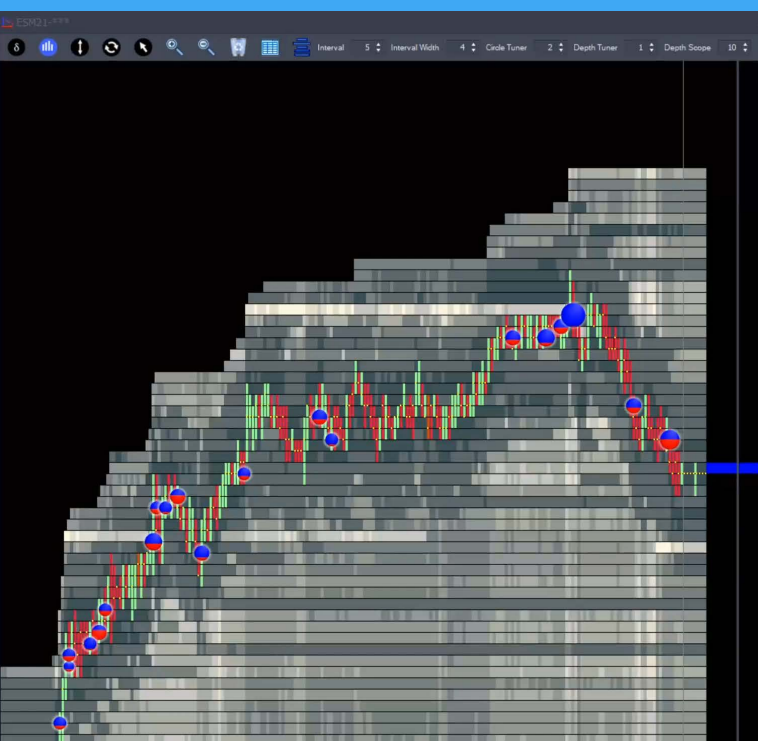 ESM21-***
δ Interval 5 Interval Width 4 Circle Tuner 2 Depth Tuner 1 Depth Scope 10